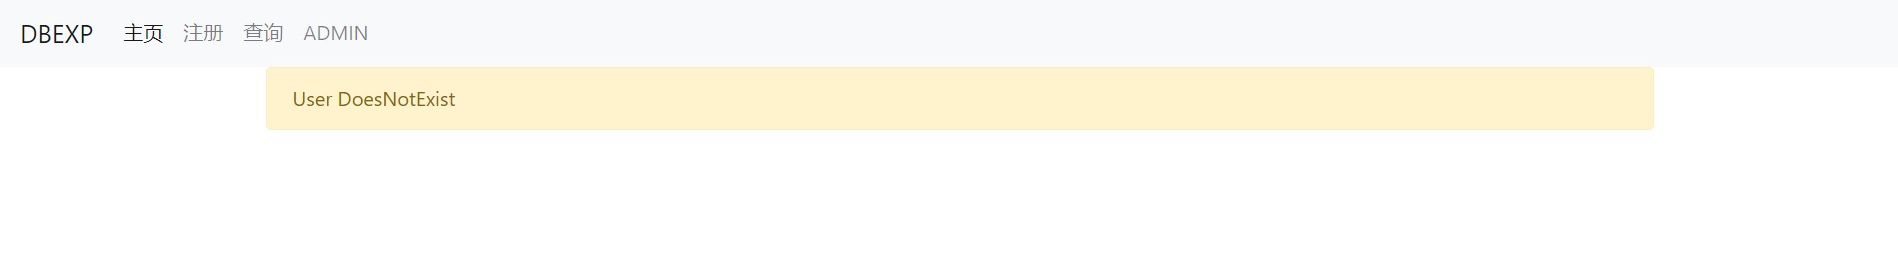 DBEXP 主页 注册 查询 ADMIN
User DoesNotExist